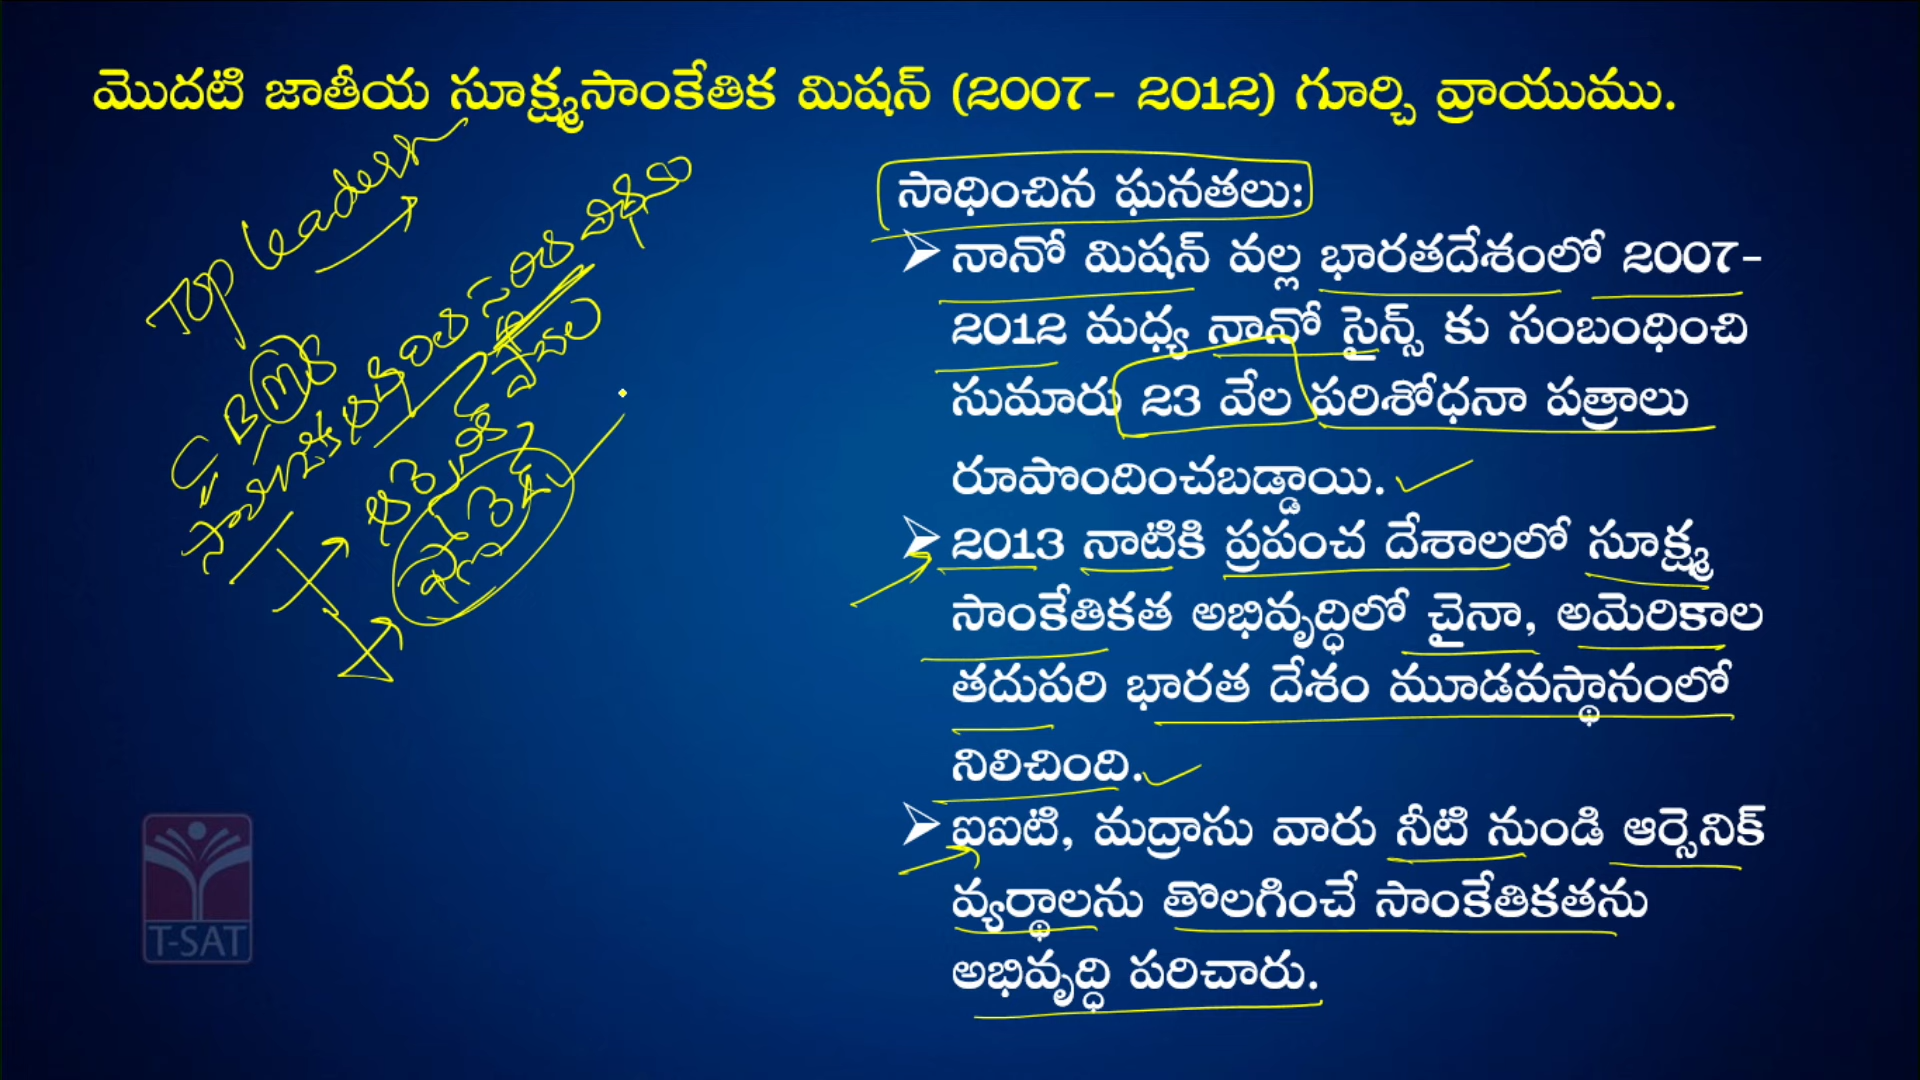 మొదటి జాతీయ సూక్ష్మసాంకేతిక మిషన్ (2007- 2012) గూర్చి వ్రాయుము.
Top Leaders
సాధించిన ఘనతలు:
నానో మిషన్ వల్ల భారతదేశంలో 2007-
2012 మధ్య నానో సైన్స్ కు సంబంధించి
సుమారు 23 వేల పరిశోధనా పత్రాలు
రూపొందించబడ్డాయి.
2013 నాటికి ప్రపంచ దేశాలలో సూక్ష్మ
సాంకేతికత అభివృద్ధిలో చైనా, అమెరికాల
తదుపరి భారత దేశం మూడవస్థానంలో
నిలిచింది.
ఐఐటి, మద్రాసు వారు నీటి నుండి ఆర్సెనిక్
వ్యర్థాలను తొలగించే సాంకేతికతను
అభివృద్ధి పరిచారు.
T-SAT